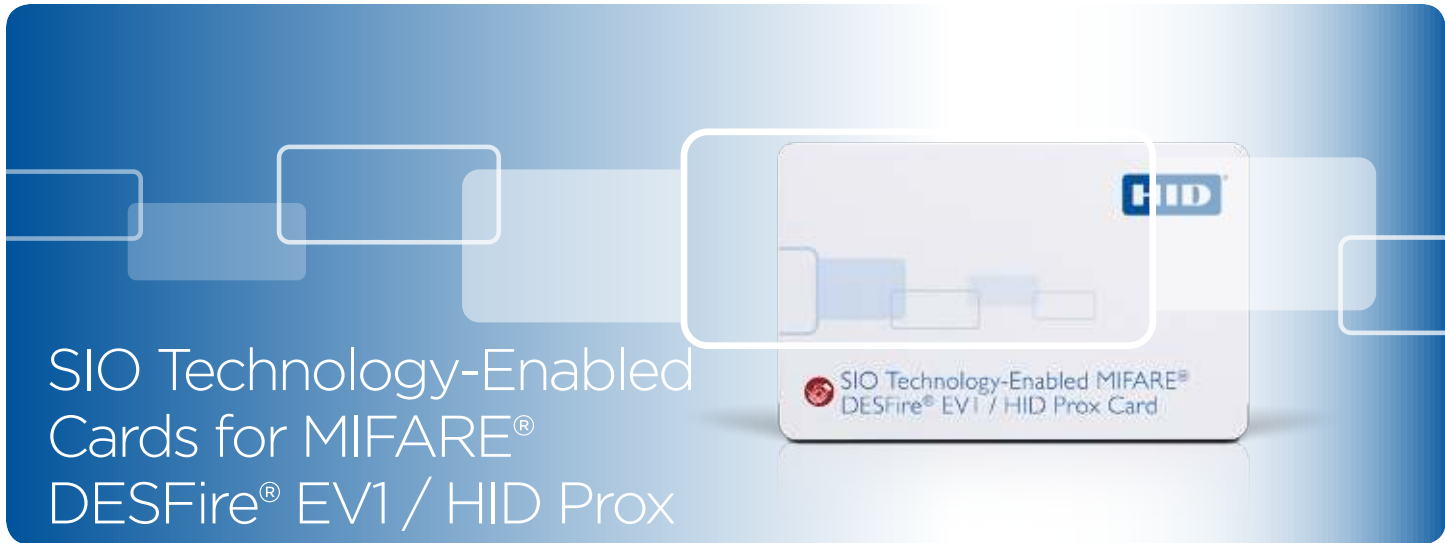 HID
SIO Technology-Enabled MIFARE®
DESFire® EV1 / HID Prox Card
SIO Technology-Enabled
Cards for MIFARE®
DESFire® EV1 / HID Prox